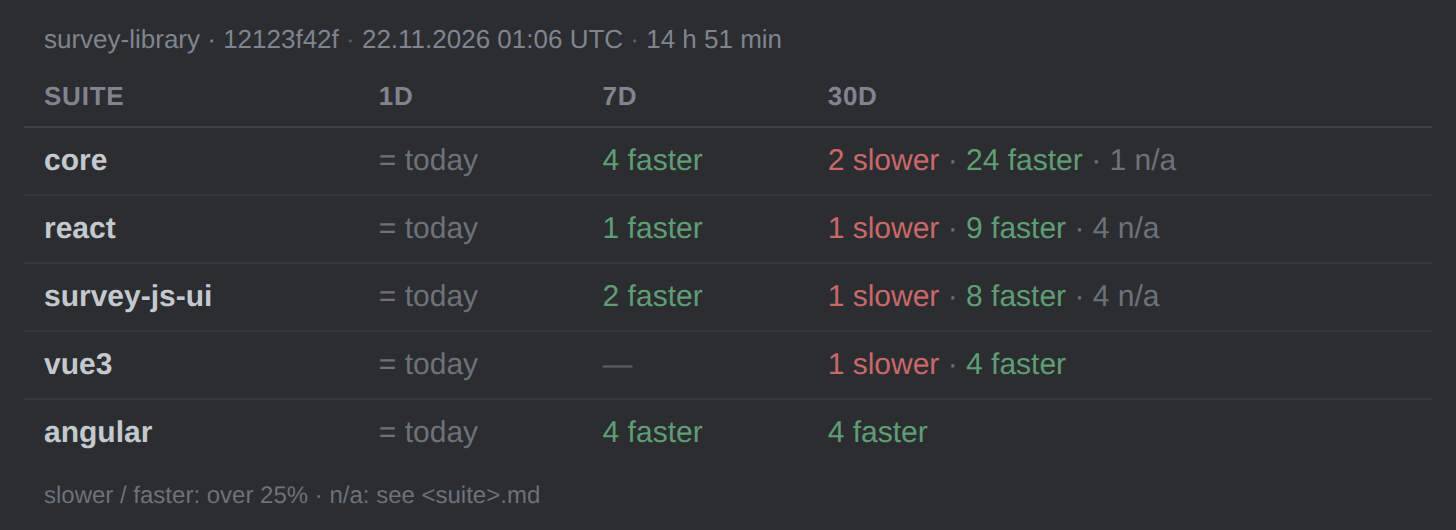 survey-library · 12123f42f · 22.11.2026 01:06 UTC · 14 h 51 min
SUITE 1D 7D 30D
core = today 4 faster 2 slower · 24 faster · 1 n/a
react = today 1 faster 1 slower · 9 faster · 4 n/a
survey-js-ui = today 2 faster 1 slower · 8 faster · 4 n/a
vue3 = today — 1 slower · 4 faster
angular = today 4 faster 4 faster
slower / faster: over 25% · n/a: see <suite>.md